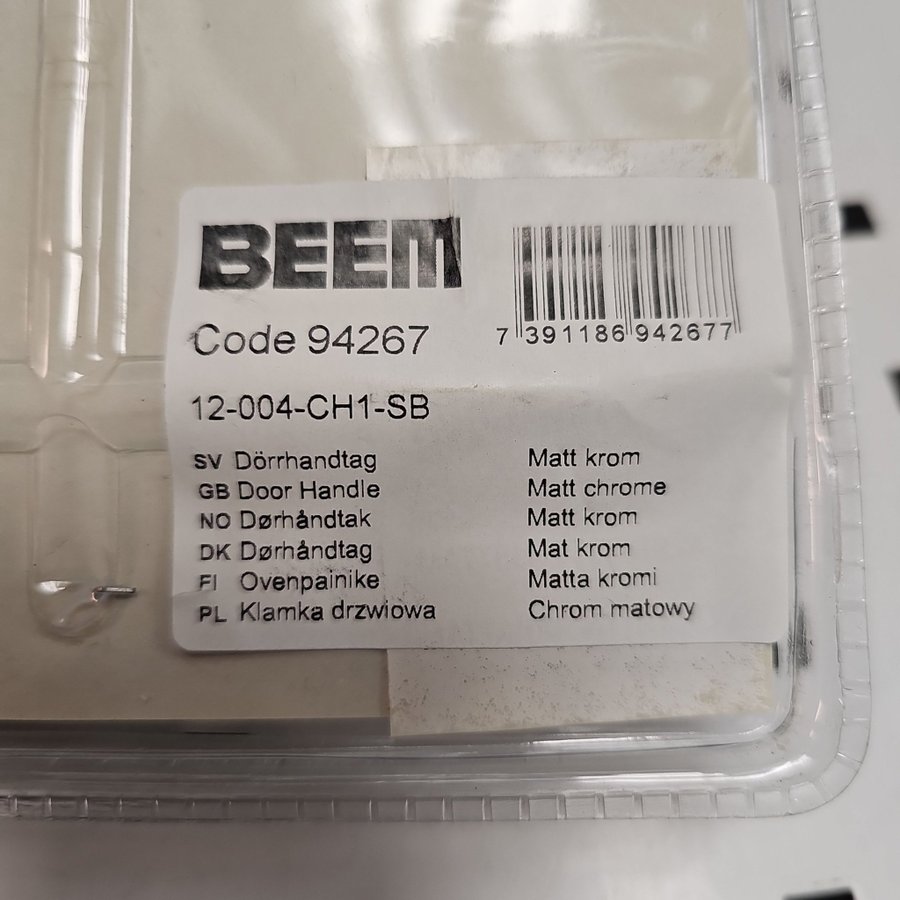 BEEM
7 391186 942677
Code 94267
12-004-CH1-SB
SV Dörrhandtag Matt krom
GB Door Handle Matt chrome
NO Dørhåndtak Matt krom
DK Dørhåndtag Mat krom
FI Ovenpainike Matta kromi
PL Klamka drzwiowa Chrom matowy